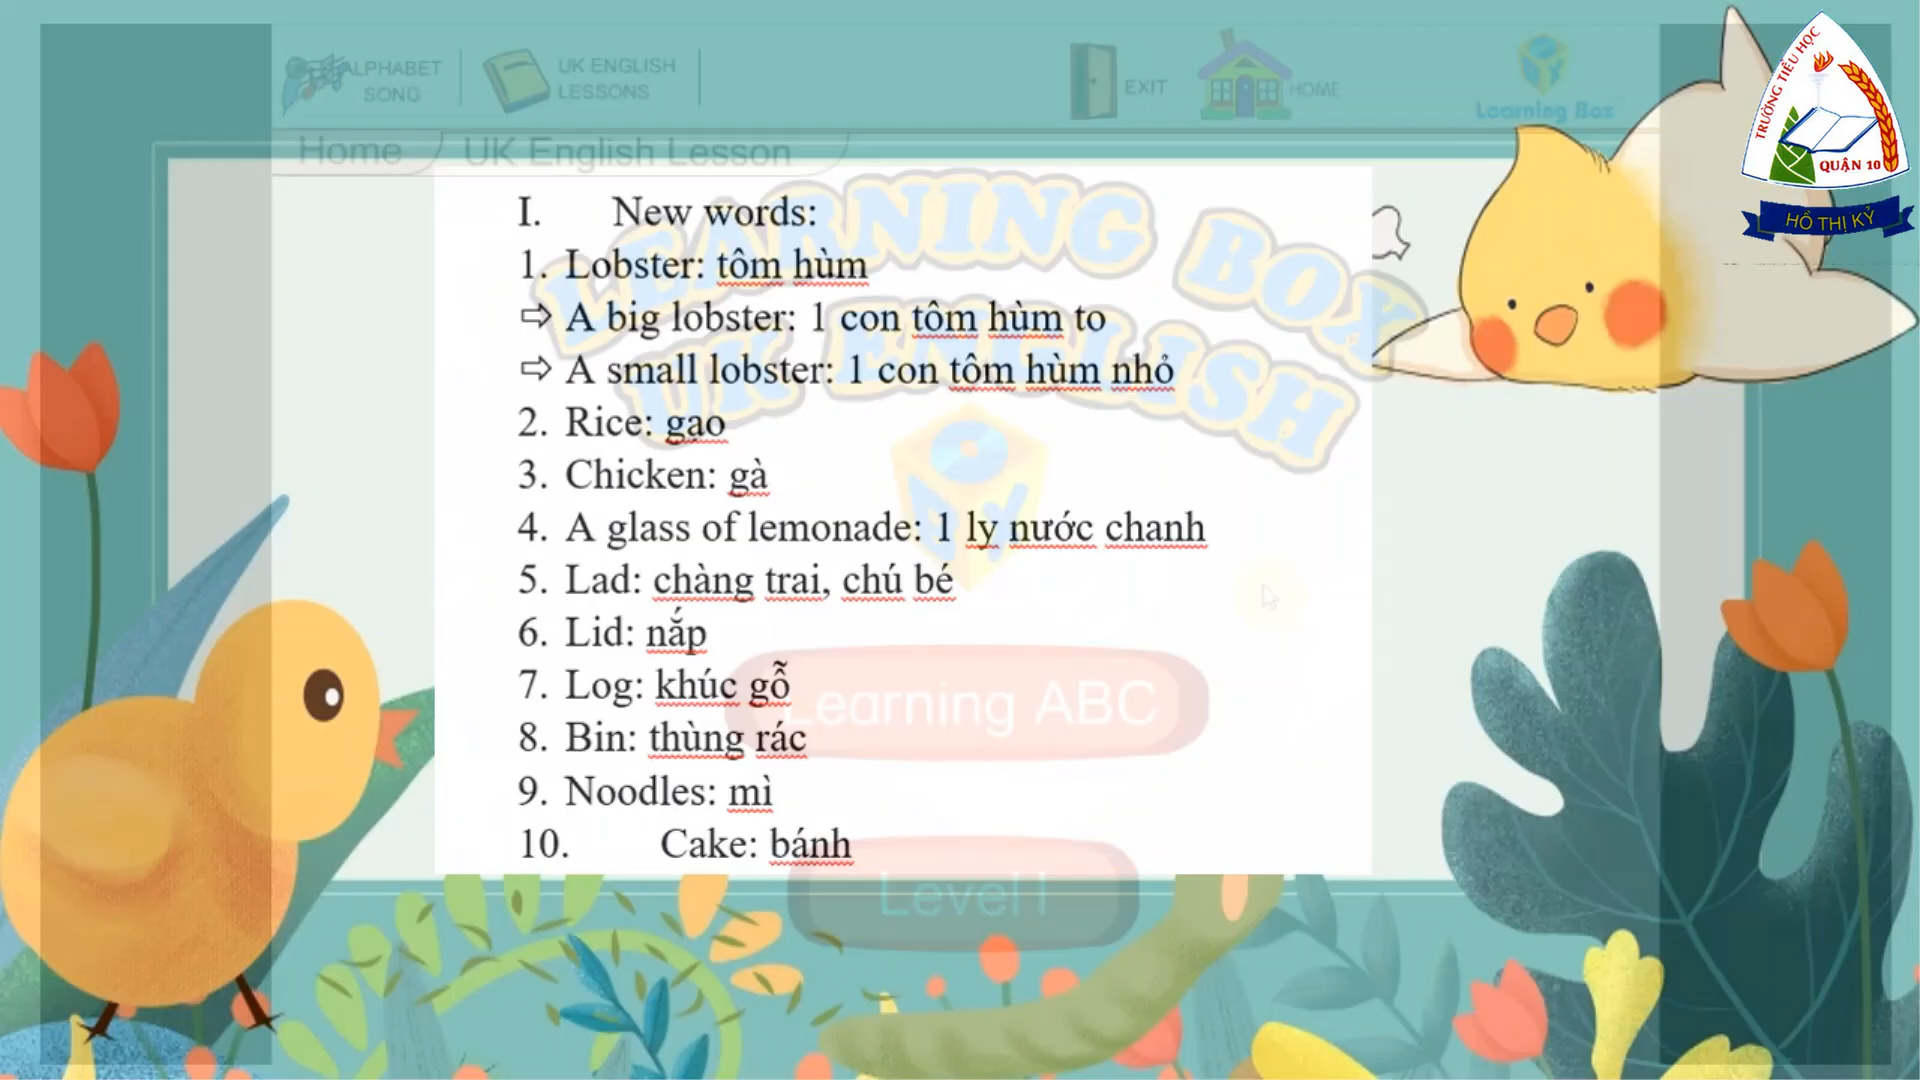 ALPHABET
SONG
UK ENGLISH
LESSONS
EXIT
HOME
Learning Box
Home
UK English Lesson
TRƯỜNG TIỂU HỌC
QUẬN 10
HỒ THỊ KỶ
LEARNING BOX
UK ENGLISH
I. New words:
1. Lobster: tôm hùm
⇨ A big lobster: 1 con tôm hùm to
⇨ A small lobster: 1 con tôm hùm nhỏ
2. Rice: gạo
3. Chicken: gà
4. A glass of lemonade: 1 ly nước chanh
5. Lad: chàng trai, chú bé
6. Lid: nắp
7. Log: khúc gỗ
Learning ABC
8. Bin: thùng rác
9. Noodles: mì
10. Cake: bánh
Level I